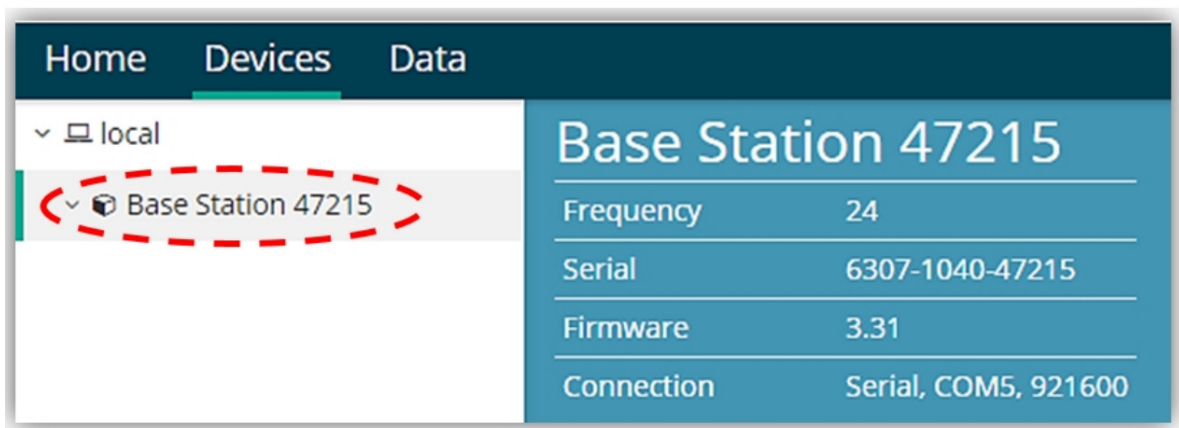 Home Devices Data
local
Base Station 47215
Base Station 47215
Frequency 24
Serial 6307-1040-47215
Firmware 3.31
Connection Serial, COM5, 921600